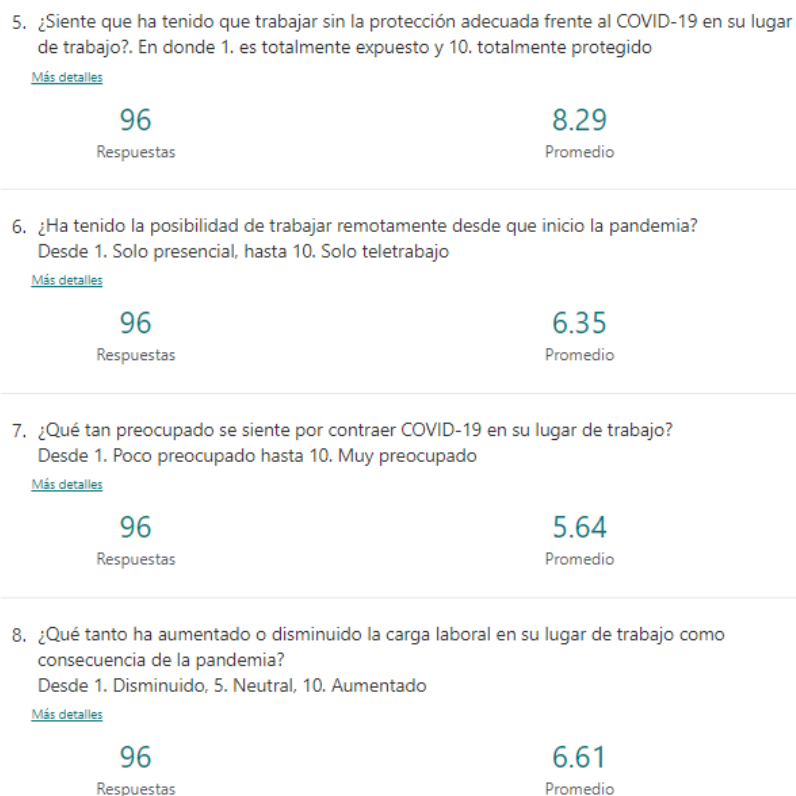 5. ¿Siente que ha tenido que trabajar sin la protección adecuada frente al COVID-19 en su lugar
de trabajo?. En donde 1. es totalmente expuesto y 10. totalmente protegido
Más detalles
96 8.29
Respuestas Promedio
6. ¿Ha tenido la posibilidad de trabajar remotamente desde que inicio la pandemia?
Desde 1. Solo presencial, hasta 10. Solo teletrabajo
Más detalles
96 6.35
Respuestas Promedio
7. ¿Qué tan preocupado se siente por contraer COVID-19 en su lugar de trabajo?
Desde 1. Poco preocupado hasta 10. Muy preocupado
Más detalles
96 5.64
Respuestas Promedio
8. ¿Qué tanto ha aumentado o disminuido la carga laboral en su lugar de trabajo como
consecuencia de la pandemia?
Desde 1. Disminuido, 5. Neutral, 10. Aumentado
Más detalles
96 6.61
Respuestas Promedio